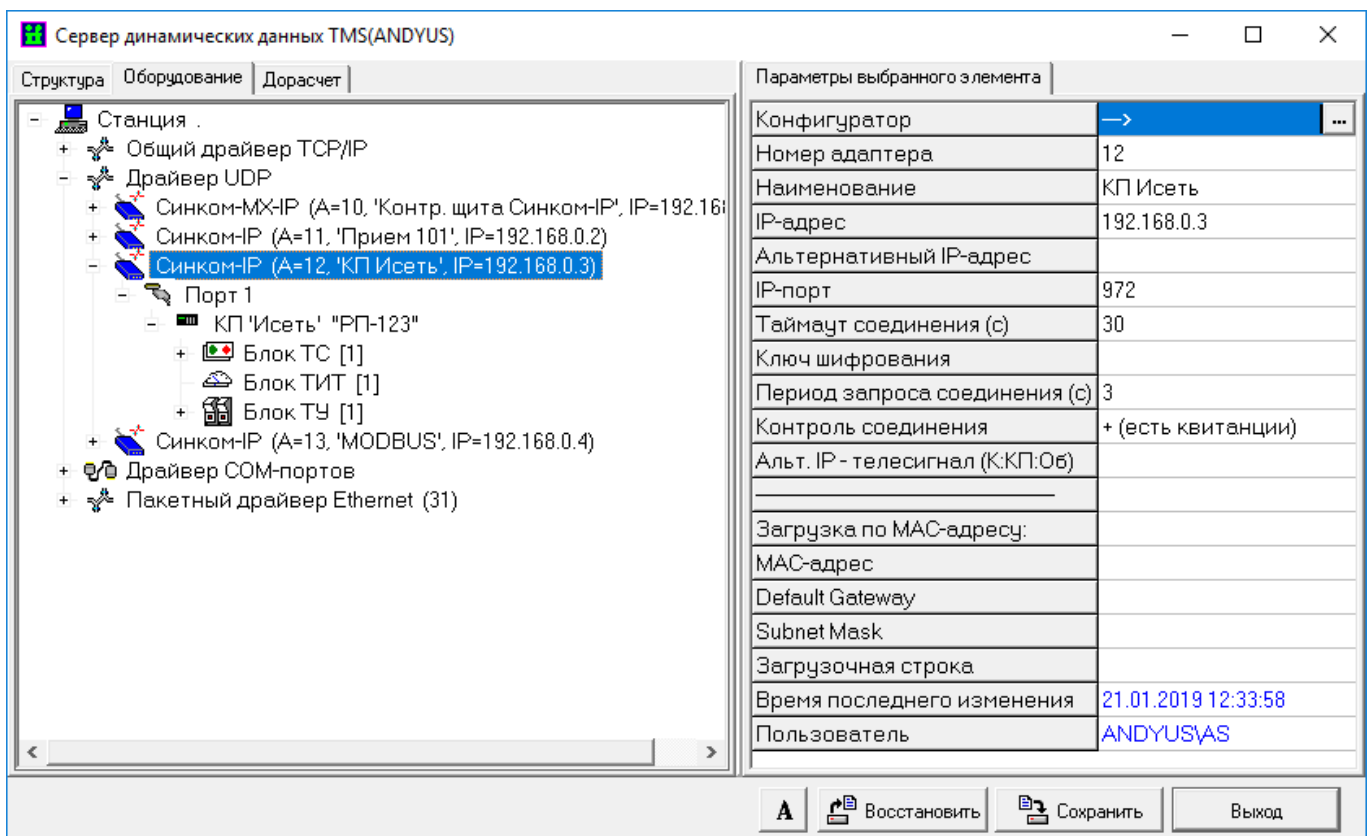 Сервер динамических данных TMS(ANDYUS)
Структура Оборудование Дорасчет
Станция .
Общий драйвер TCP/IP
Драйвер UDP
Синком-MX-IP (A=10, 'Контр. щита Синком-IP', IP=192.16
Синком-IP (A=11, 'Прием 101', IP=192.168.0.2)
Синком-IP (A=12, 'КП Исеть', IP=192.168.0.3)
Порт 1
КП 'Исеть' "РП-123"
Блок ТС [1]
Блок ТИТ [1]
Блок ТУ [1]
Синком-IP (A=13, 'MODBUS', IP=192.168.0.4)
Драйвер COM-портов
Пакетный драйвер Ethernet (31)
Параметры выбранного элемента
Конфигуратор —> ...
Номер адаптера 12
Наименование КП Исеть
IP-адрес 192.168.0.3
Альтернативный IP-адрес
IP-порт 972
Таймаут соединения (с) 30
Ключ шифрования
Период запроса соединения (с) 3
Контроль соединения + (есть квитанции)
Альт. IP - телесигнал (К:КП:Об)
Загрузка по MAC-адресу:
MAC-адрес
Default Gateway
Subnet Mask
Загрузочная строка
Время последнего изменения 21.01.2019 12:33:58
Пользователь ANDYUS\AS
A Восстановить Сохранить Выход